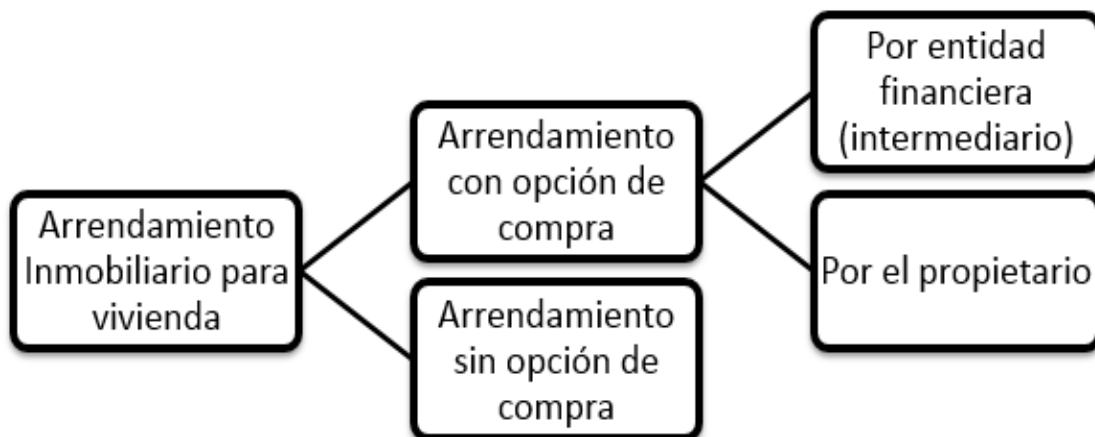 Arrendamiento
Inmobiliario para
vivienda
Arrendamiento
con opción de
compra
Por entidad
financiera
(intermediario)
Por el propietario
Arrendamiento
sin opción de
compra